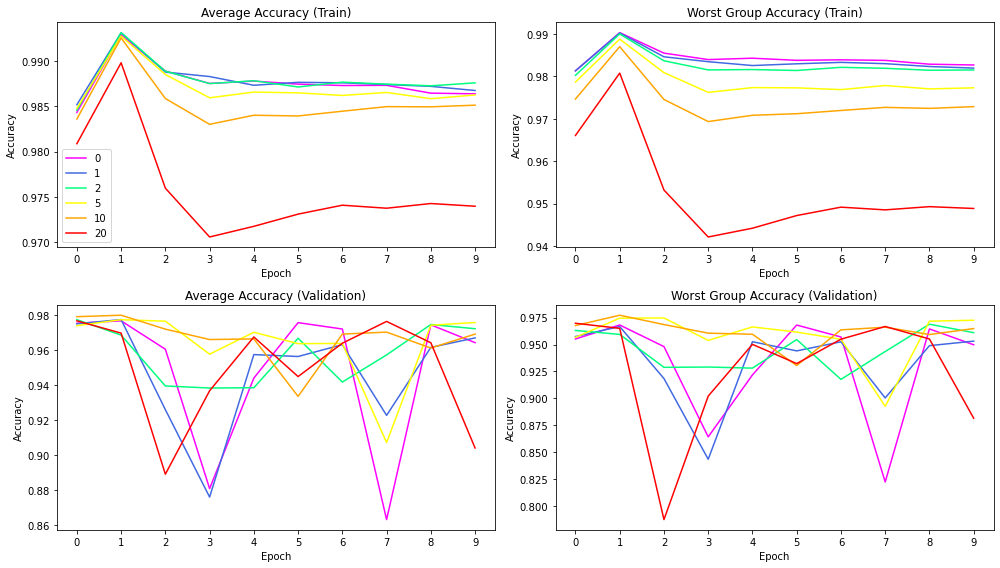 Average Accuracy (Train)
Accuracy
0.990
0.985
0.980
0.975
0.970
0
1
2
5
10
20
0 1 2 3 4 5 6 7 8 9
Epoch
Worst Group Accuracy (Train)
Accuracy
0.99
0.98
0.97
0.96
0.95
0.94
0 1 2 3 4 5 6 7 8 9
Epoch
Average Accuracy (Validation)
Accuracy
0.98
0.96
0.94
0.92
0.90
0.88
0.86
0 1 2 3 4 5 6 7 8 9
Epoch
Worst Group Accuracy (Validation)
Accuracy
0.975
0.950
0.925
0.900
0.875
0.850
0.825
0.800
0 1 2 3 4 5 6 7 8 9
Epoch